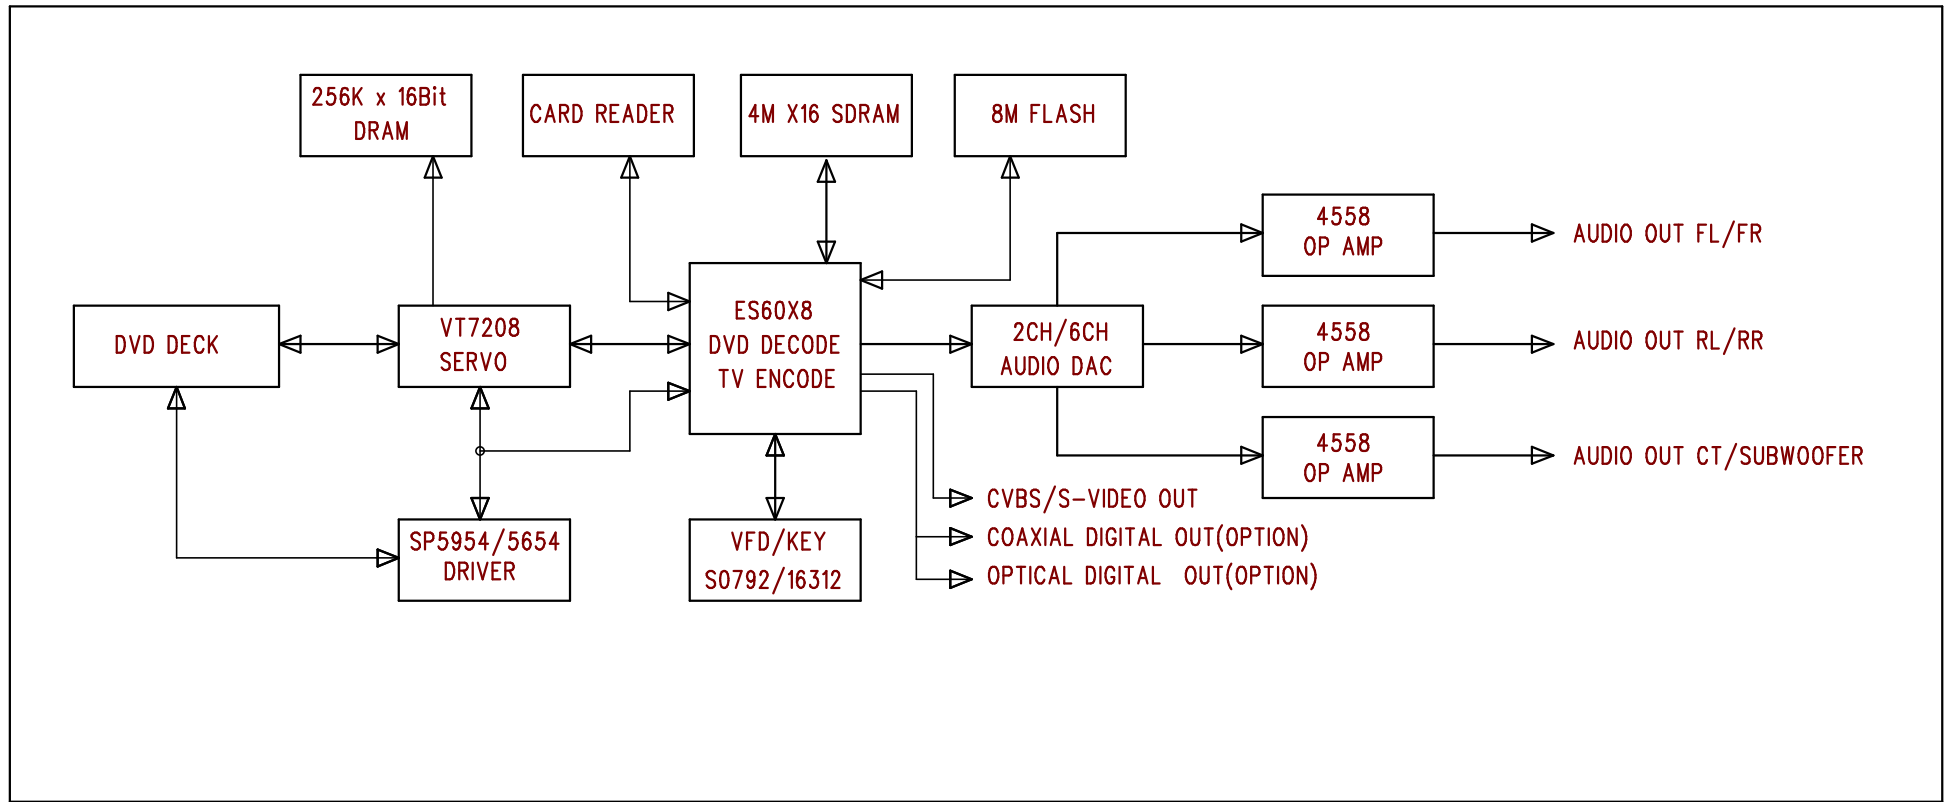 256K x 16Bit
DRAM
CARD READER
4M X16 SDRAM
8M FLASH
4558
OP AMP
AUDIO OUT FL/FR
DVD DECK
VT7208
SERVO
ES60X8
DVD DECODE
TV ENCODE
2CH/6CH
AUDIO DAC
4558
OP AMP
AUDIO OUT RL/RR
4558
OP AMP
AUDIO OUT CT/SUBWOOFER
CVBS/S-VIDEO OUT
COAXIAL DIGITAL OUT(OPTION)
OPTICAL DIGITAL OUT(OPTION)
SP5954/5654
DRIVER
VFD/KEY
S0792/16312